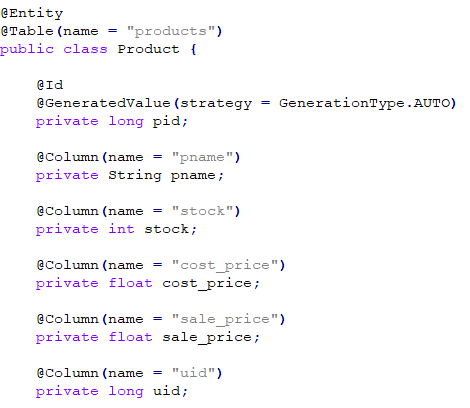 @Entity
@Table(name = "products")
public class Product {
@Id
@GeneratedValue(strategy = GenerationType.AUTO)
private long pid;
@Column(name = "pname")
private String pname;
@Column(name = "stock")
private int stock;
@Column(name = "cost_price")
private float cost_price;
@Column(name = "sale_price")
private float sale_price;
@Column(name = "uid")
private long uid;